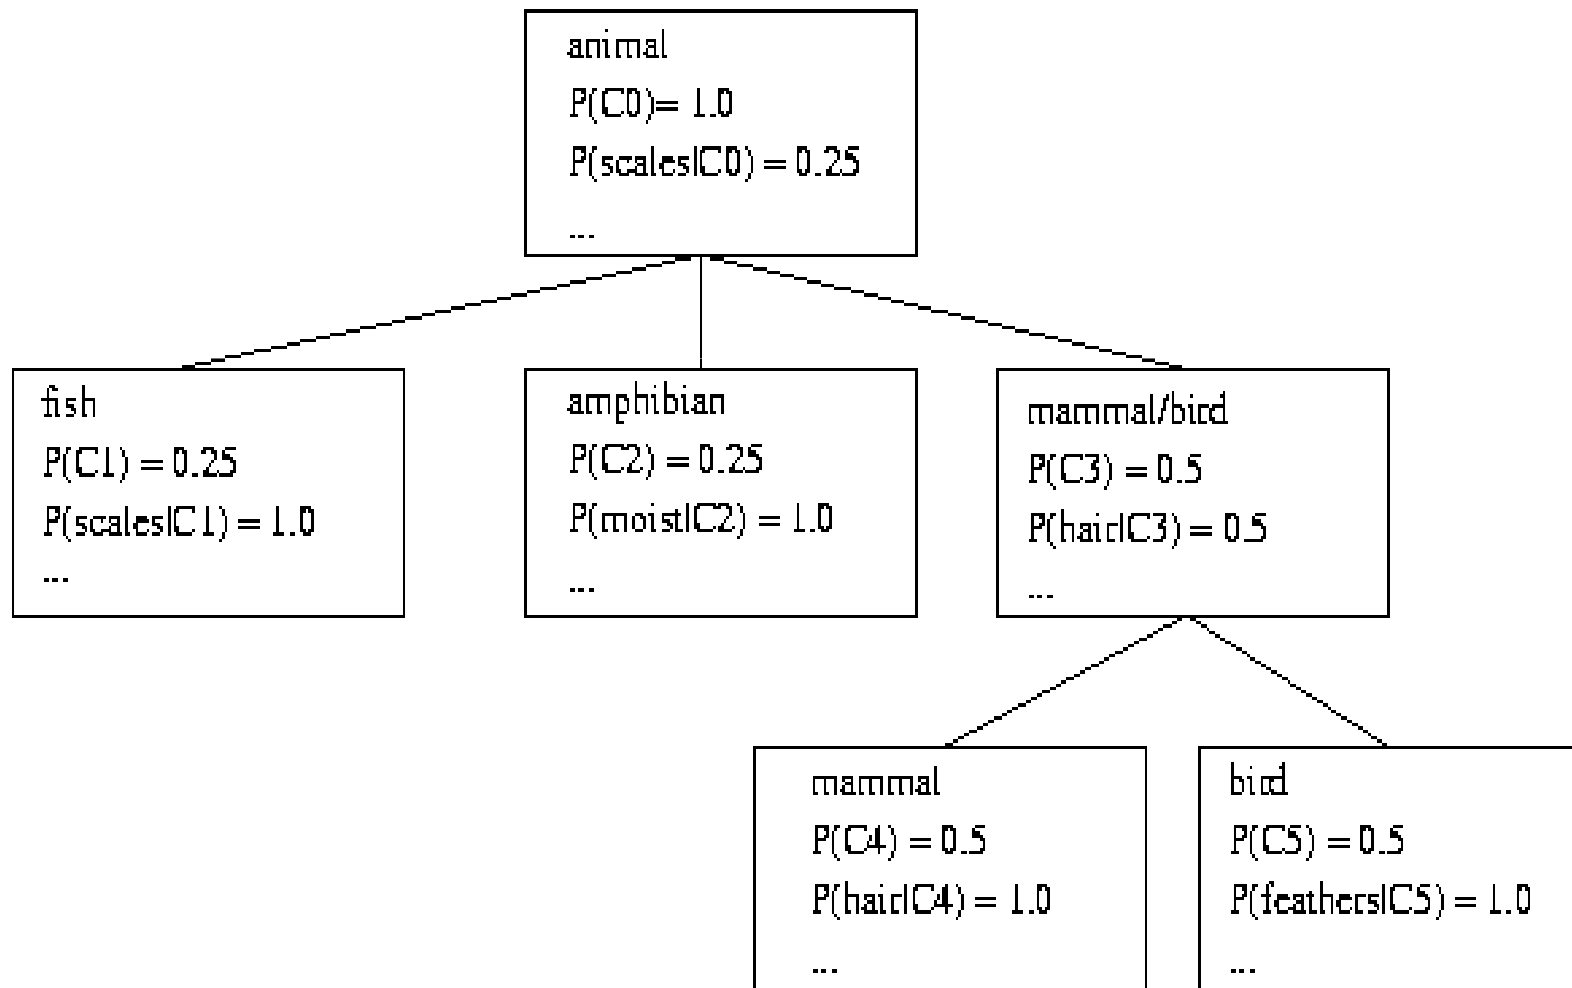 animal
P(C0)= 1.0
P(scales|C0) = 0.25
...
fish
P(C1) = 0.25
P(scales|C1) = 1.0
...
amphibian
P(C2) = 0.25
P(moist|C2) = 1.0
...
mammal/bird
P(C3) = 0.5
P(hair|C3) = 0.5
...
mammal
P(C4) = 0.5
P(hair|C4) = 1.0
...
bird
P(C5) = 0.5
P(feathers|C5) = 1.0
...